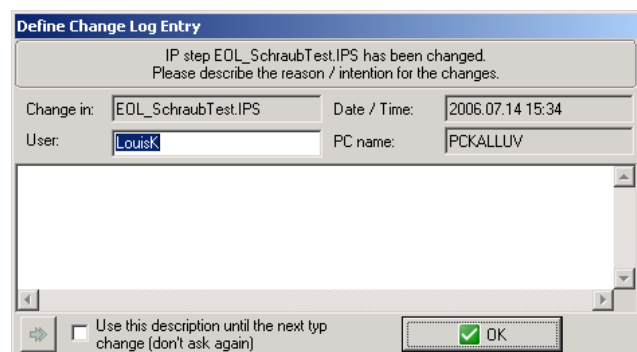 Define Change Log Entry
IP step EOL_SchraubTest.IPS has been changed.
Please describe the reason / intention for the changes.
Change in: EOL_SchraubTest.IPS Date / Time: 2006.07.14 15:34
User: LouisK PC name: PCKALLUV
Use this description until the next typ
change (don't ask again)
OK